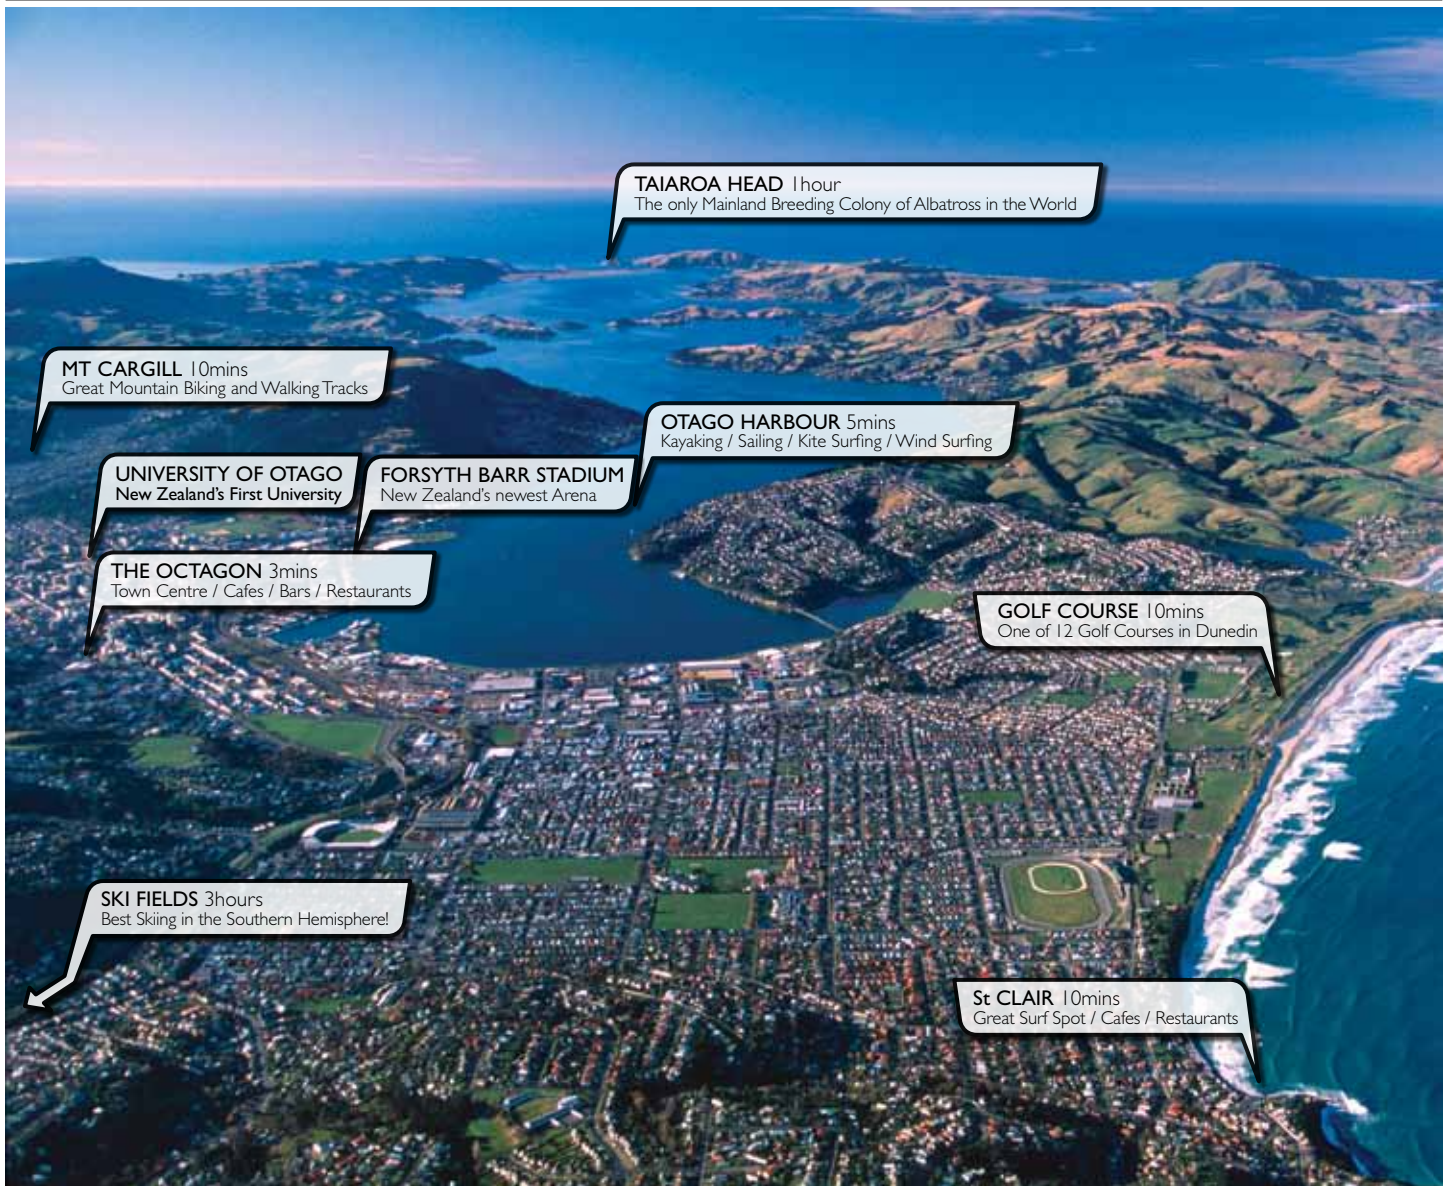 TAIAROA HEAD 1hour
The only Mainland Breeding Colony of Albatross in the World
MT CARGILL 10mins
Great Mountain Biking and Walking Tracks
OTAGO HARBOUR 5mins
Kayaking / Sailing / Kite Surfing / Wind Surfing
UNIVERSITY OF OTAGO
New Zealand's First University
FORSYTH BARR STADIUM
New Zealand's newest Arena
THE OCTAGON 3mins
Town Centre / Cafes / Bars / Restaurants
GOLF COURSE 10mins
One of 12 Golf Courses in Dunedin
SKI FIELDS 3hours
Best Skiing in the Southern Hemisphere!
St CLAIR 10mins
Great Surf Spot / Cafes / Restaurants